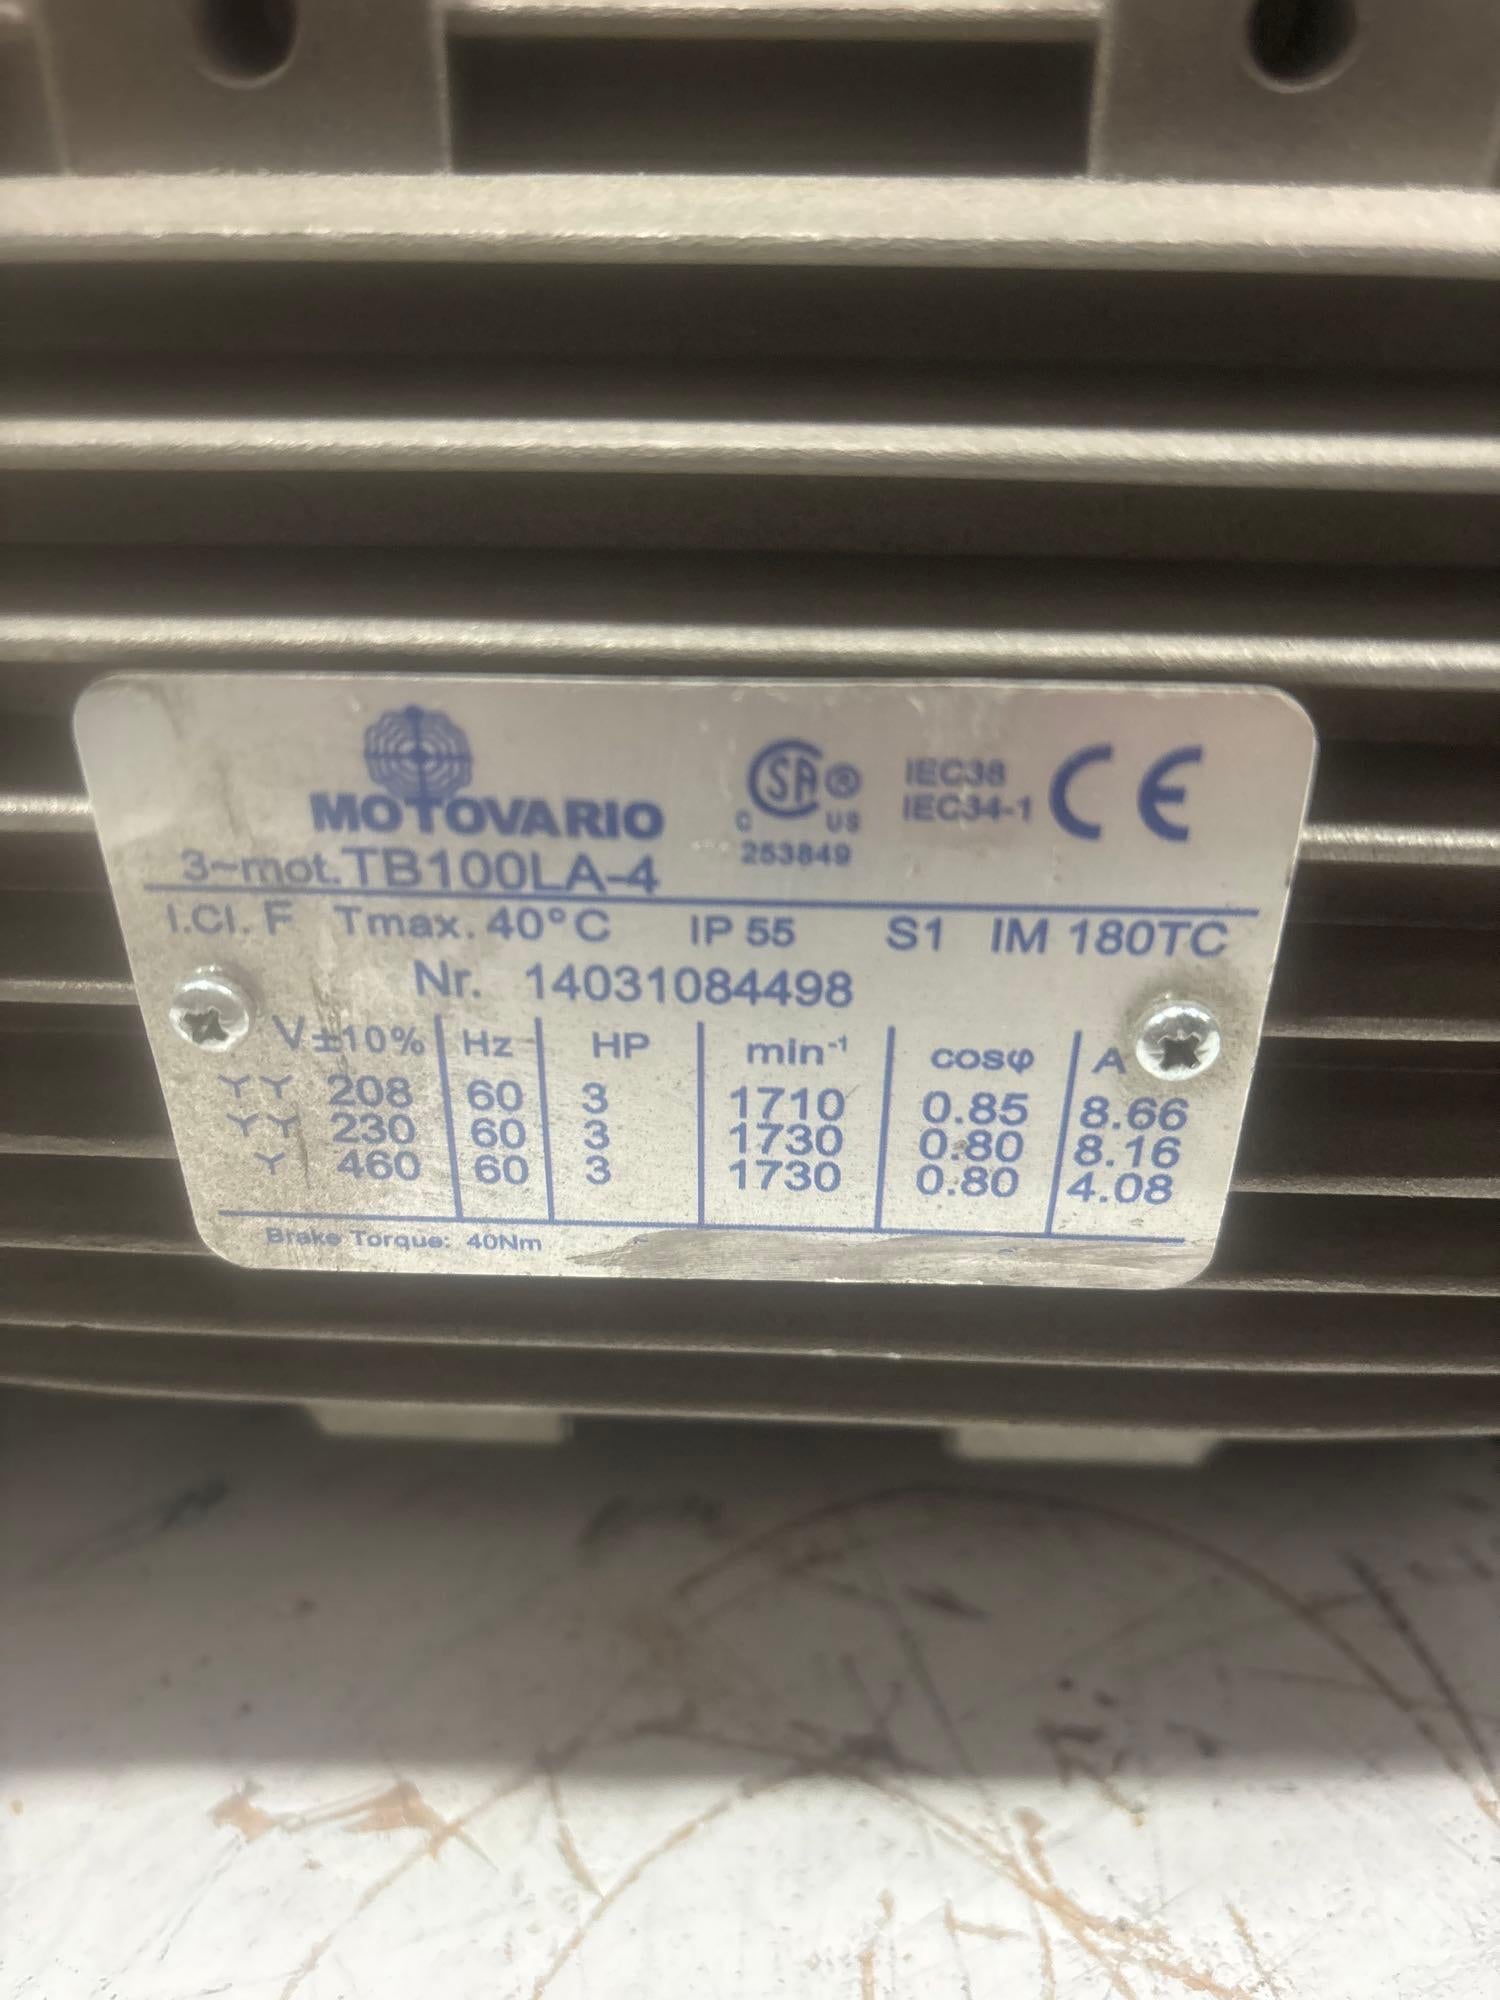 MOTOVARIO
3~mot.TB100LA-4
SA ®
C US
253849
IEC38
IEC34-1
CE
I.Cl. F Tmax. 40°C IP 55 S1 IM 180TC
Nr. 14031084498
V±10% Hz HP min-1 cosφ A
YY 208 60 3 1710 0.85 8.66
YY 230 60 3 1730 0.80 8.16
Y 460 60 3 1730 0.80 4.08
Brake Torque: 40Nm